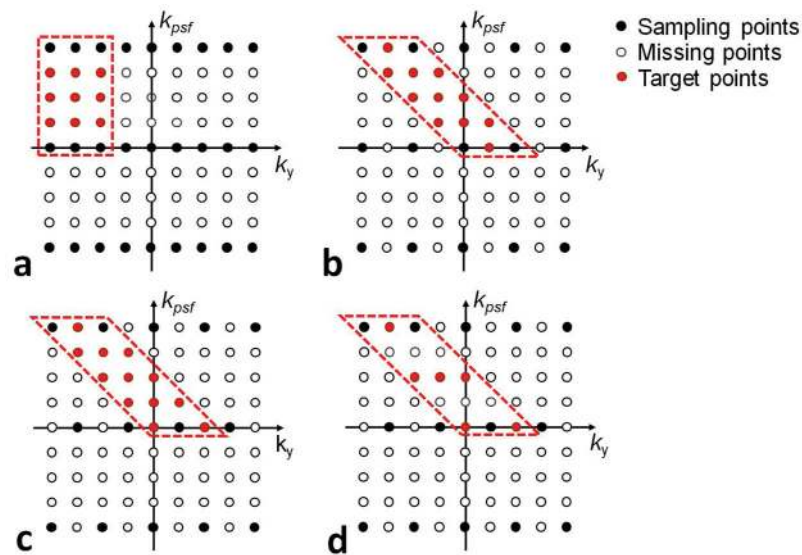 k_psf
k_y
a
k_psf
k_y
b
Sampling points
Missing points
Target points
k_psf
k_y
c
k_psf
k_y
d